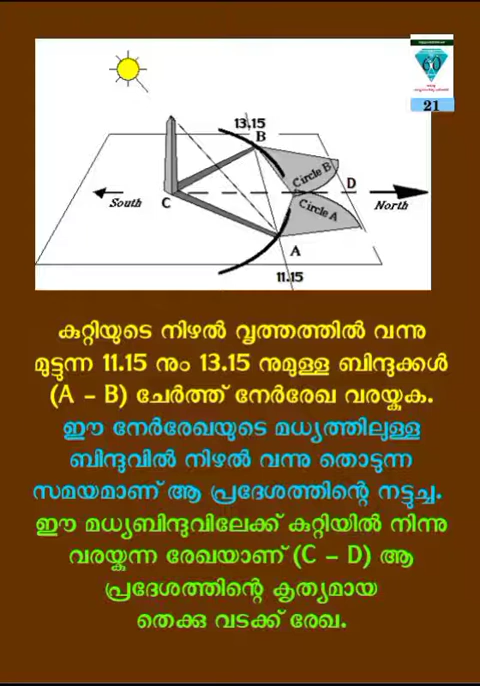 60
21
13.15
B
Circle B
D
South
C
North
Circle A
A
11.15
കുറ്റിയുടെ നിഴൽ വൃത്തത്തിൽ വന്നു
മുട്ടുന്ന 11.15 നും 13.15 നുമുള്ള ബിന്ദുക്കൾ
(A – B) ചേർത്ത് നേർരേഖ വരയ്ക്കുക.
ഈ നേർരേഖയുടെ മധ്യത്തിലുള്ള
ബിന്ദുവിൽ നിഴൽ വന്നു തൊടുന്ന
സമയമാണ് ആ പ്രദേശത്തിന്റെ നട്ടുച്ച.
ഈ മധ്യബിന്ദുവിലേക്ക് കുറ്റിയിൽ നിന്നു
വരയ്ക്കുന്ന രേഖയാണ് (C – D) ആ
പ്രദേശത്തിന്റെ കൃത്യമായ
തെക്കു വടക്ക് രേഖ.